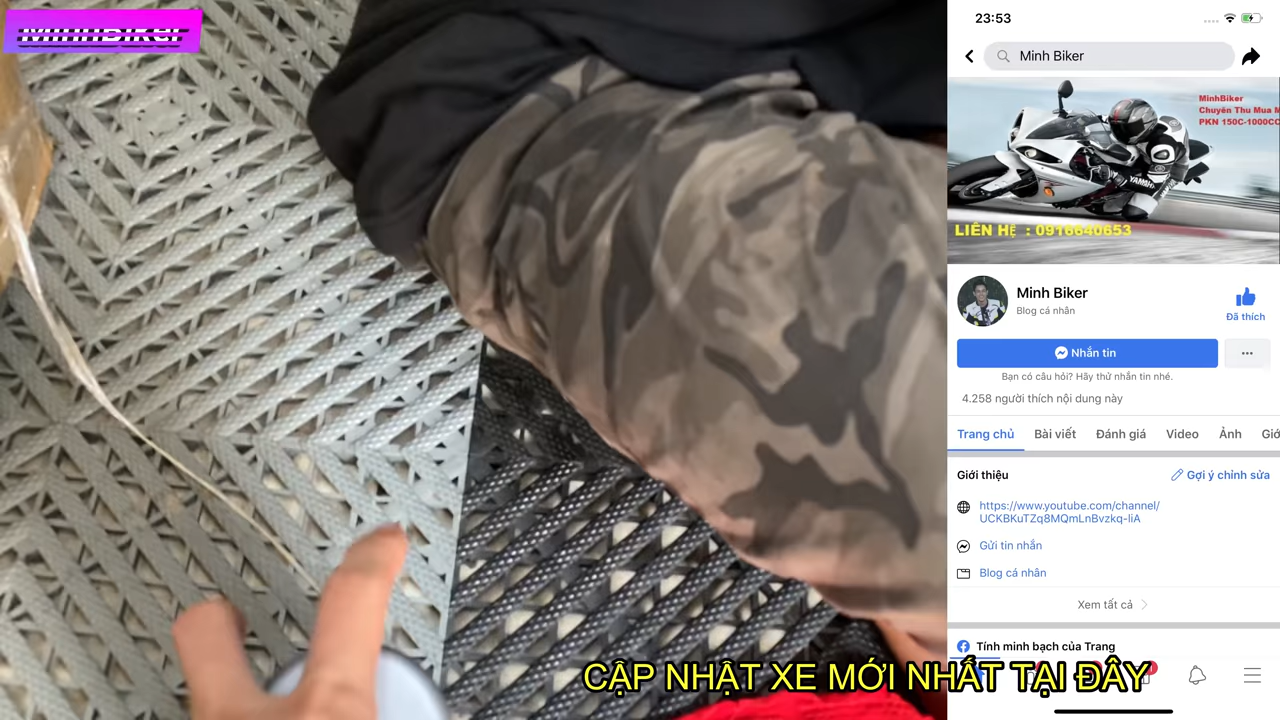 MinhBiker
23:53
Minh Biker
MinhBiker
Chuyên Thu Mua M
PKN 150C-1000CC
YAMAHA
LIÊN HỆ : 0916640653
Minh Biker
Blog cá nhân
Đã thích
Nhắn tin
Bạn có câu hỏi? Hãy thử nhắn tin nhé.
4.258 người thích nội dung này
Trang chủ Bài viết Đánh giá Video Ảnh Giớ
Giới thiệu
Gợi ý chỉnh sửa
https://www.youtube.com/channel/
UCKBKuTZq8MQmLnBvzkq-liA
Gửi tin nhắn
Blog cá nhân
Xem tất cả
Tính minh bạch của Trang
CẬP NHẬT XE MỚI NHẤT TẠI ĐÂY